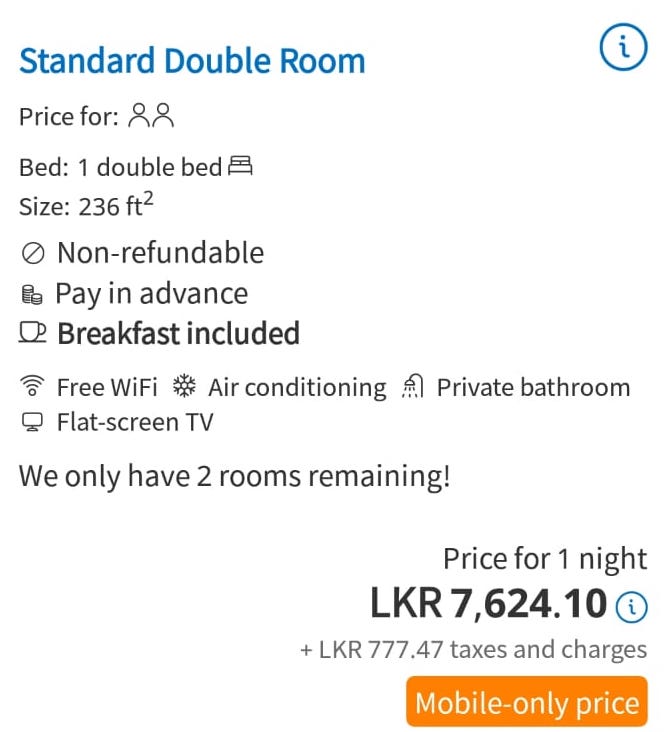 Standard Double Room
Price for:
Bed: 1 double bed
Size: 236 ft²
Non-refundable
Pay in advance
Breakfast included
Free WiFi Air conditioning Private bathroom
Flat-screen TV
We only have 2 rooms remaining!
Price for 1 night
LKR 7,624.10
+ LKR 777.47 taxes and charges
Mobile-only price